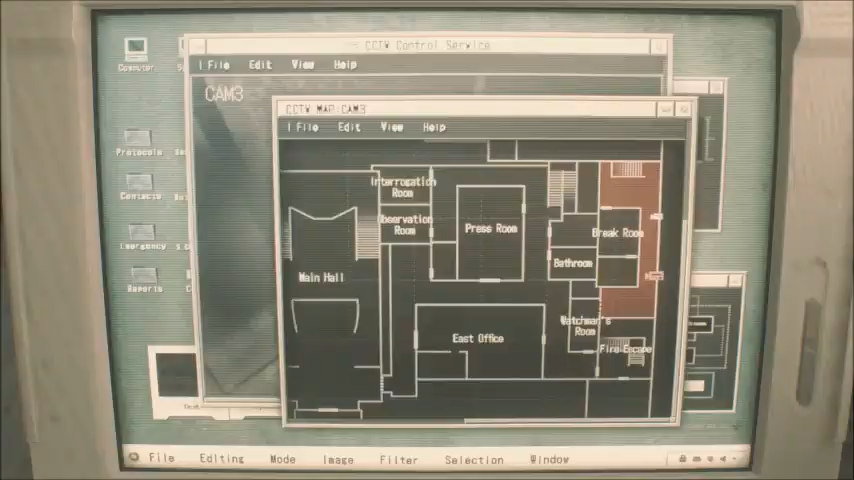 CCTV Control Service
File Edit View Help
CAM3
CCTV MAP:CAM3
File Edit View Help
Computer
Protocols
Contacts
Emergency
Reports
Interrogation
Room
Observation
Room
Press Room
Break Room
Bathroom
Main Hall
Watchman's
Room
East Office
Fire Escape
File Editing Mode Image Filter Selection Window